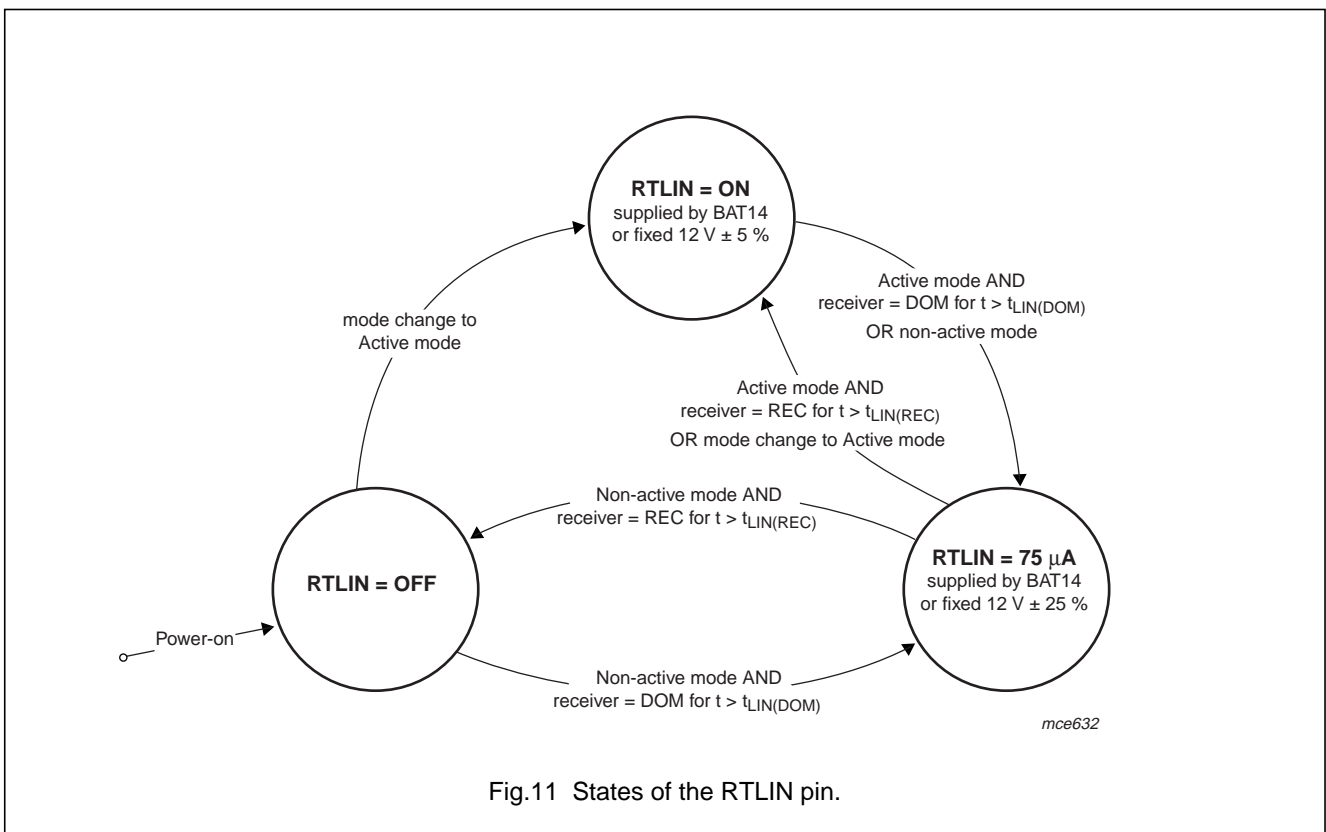 RTLIN = ON
supplied by BAT14
or fixed 12 V ± 5 %
mode change to
Active mode
Active mode AND
receiver = DOM for t > tLIN(DOM)
OR non-active mode
Active mode AND
receiver = REC for t > tLIN(REC)
OR mode change to Active mode
Non-active mode AND
receiver = REC for t > tLIN(REC)
RTLIN = OFF
RTLIN = 75 μA
supplied by BAT14
or fixed 12 V ± 25 %
Power-on
Non-active mode AND
receiver = DOM for t > tLIN(DOM)
mce632
Fig.11 States of the RTLIN pin.